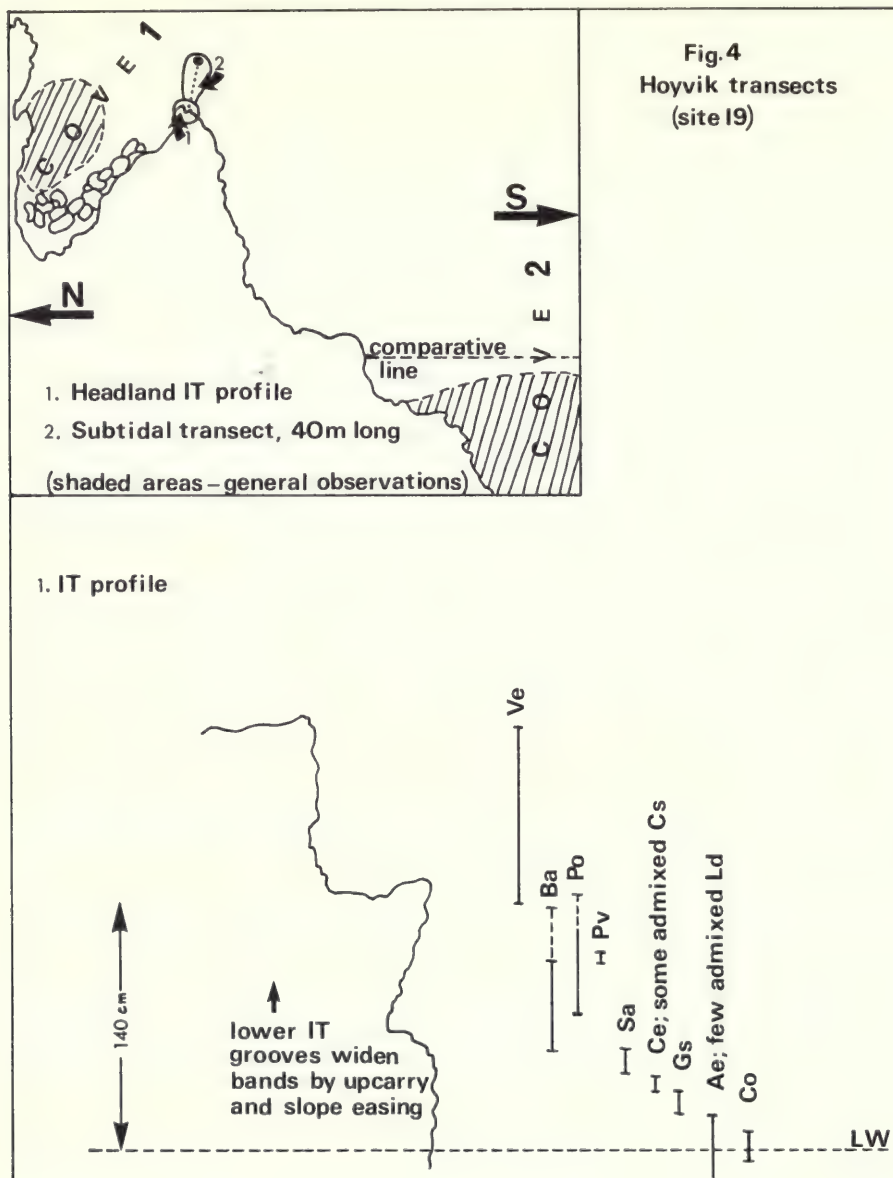 Fig.4
Hoyvik transects
(site 19)
COVE 1
2
1
S
N
COVE 2
comparative
line
1. Headland IT profile
2. Subtidal transect, 40m long
(shaded areas – general observations)
1. IT profile
140 cm
lower IT
grooves widen
bands by upcarry
and slope easing
Ve
Ba
Po
Pv
Sa
Ce; some admixed Cs
Gs
Ae; few admixed Ld
Co
LW